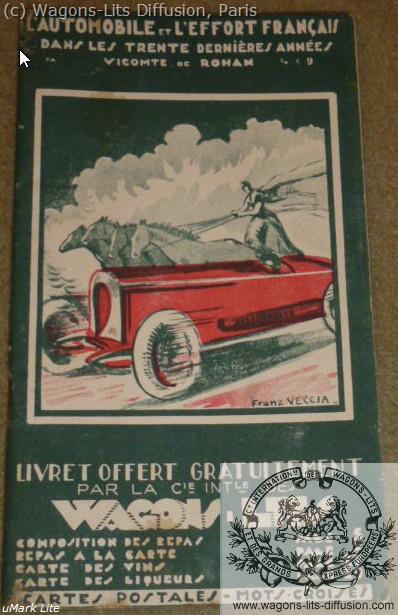 (c) Wagons-Lits Diffusion, Paris
L'AUTOMOBILE ET L'EFFORT FRANÇAIS
DANS LES TRENTE DERNIÈRES ANNÉES
VICOMTE DE ROHAN
Franz VECCIA
LIVRET OFFERT GRATUITEMENT
PAR LA CIE INTLE DES
WAGONS
COMPOSITION DES REPAS
REPAS A LA CARTE
CARTE DES VINS
CARTE DES LIQUEURS
CARTES POSTALES - MOTS-CROISÉS
CIE INTERNATIONALE DES WAGONS-LITS
ET DES GRANDS EXPRESS EUROPÉENS
uMark Lite
www.wagons-lits-diffusion.com